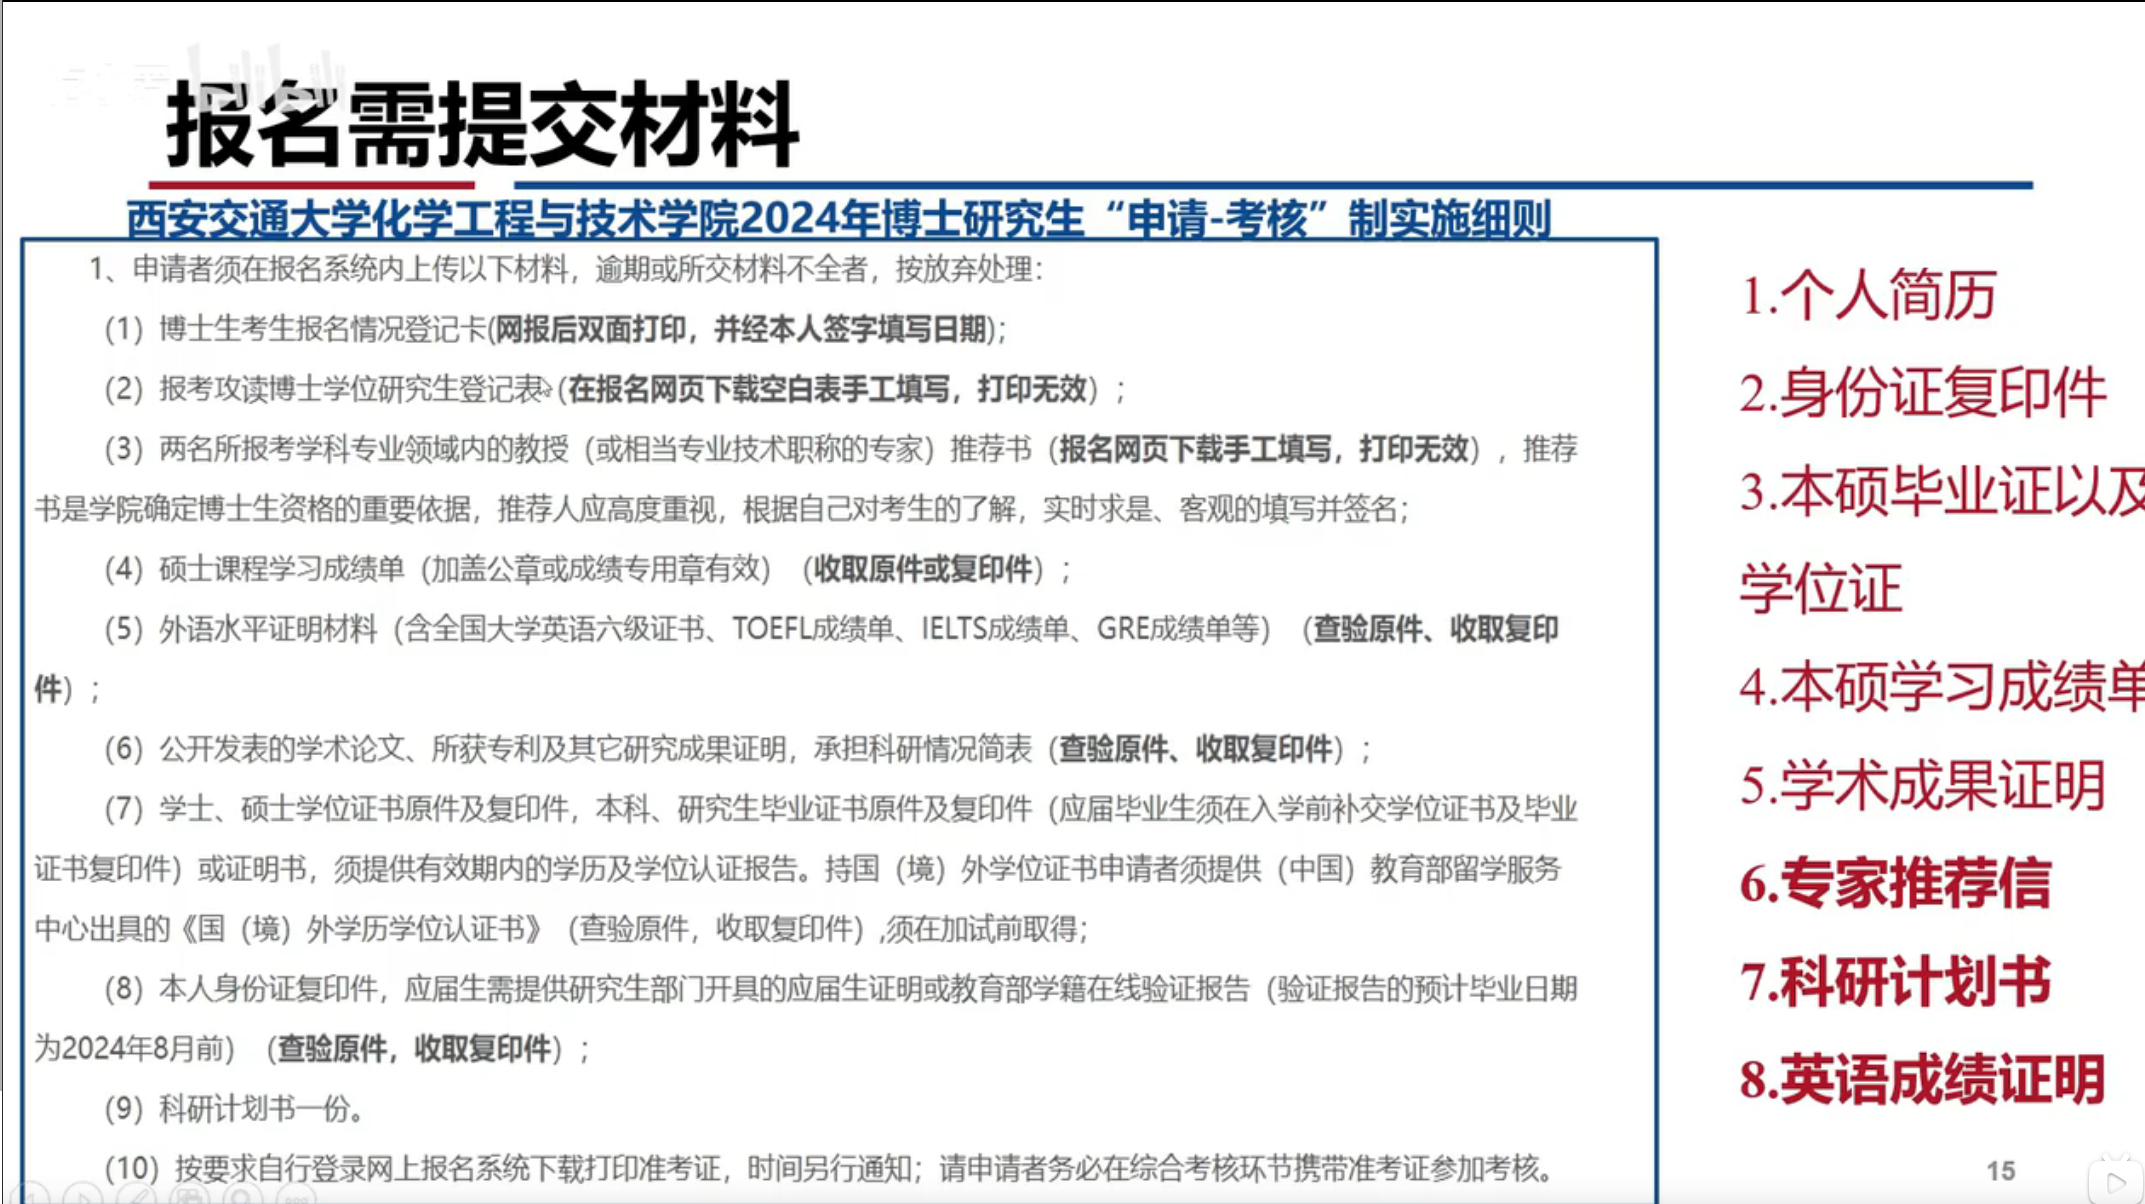 报名需提交材料
西安交通大学化学工程与技术学院2024年博士研究生“申请-考核”制实施细则
1、申请者须在报名系统内上传以下材料，逾期或所交材料不全者，按放弃处理：
（1）博士生考生报名情况登记卡(网报后双面打印，并经本人签字填写日期)；
（2）报考攻读博士学位研究生登记表（在报名网页下载空白表手工填写，打印无效）；
（3）两名所报考学科专业领域内的教授（或相当专业技术职称的专家）推荐书（报名网页下载手工填写，打印无效），推荐
书是学院确定博士生资格的重要依据，推荐人应高度重视，根据自己对考生的了解，实时求是、客观的填写并签名；
（4）硕士课程学习成绩单（加盖公章或成绩专用章有效）（收取原件或复印件）；
（5）外语水平证明材料（含全国大学英语六级证书、TOEFL成绩单、IELTS成绩单、GRE成绩单等）（查验原件、收取复印
件）；
（6）公开发表的学术论文、所获专利及其它研究成果证明，承担科研情况简表（查验原件、收取复印件）；
（7）学士、硕士学位证书原件及复印件，本科、研究生毕业证书原件及复印件（应届毕业生须在入学前补交学位证书及毕业
证书复印件）或证明书，须提供有效期内的学历及学位认证报告。持国（境）外学位证书申请者须提供（中国）教育部留学服务
中心出具的《国（境）外学历学位认证书》（查验原件，收取复印件）,须在加试前取得；
（8）本人身份证复印件，应届生需提供研究生部门开具的应届生证明或教育部学籍在线验证报告（验证报告的预计毕业日期
为2024年8月前）（查验原件，收取复印件）；
（9）科研计划书一份。
（10）按要求自行登录网上报名系统下载打印准考证，时间另行通知；请申请者务必在综合考核环节携带准考证参加考核。
1.个人简历
2.身份证复印件
3.本硕毕业证以及
学位证
4.本硕学习成绩单
5.学术成果证明
6.专家推荐信
7.科研计划书
8.英语成绩证明
15